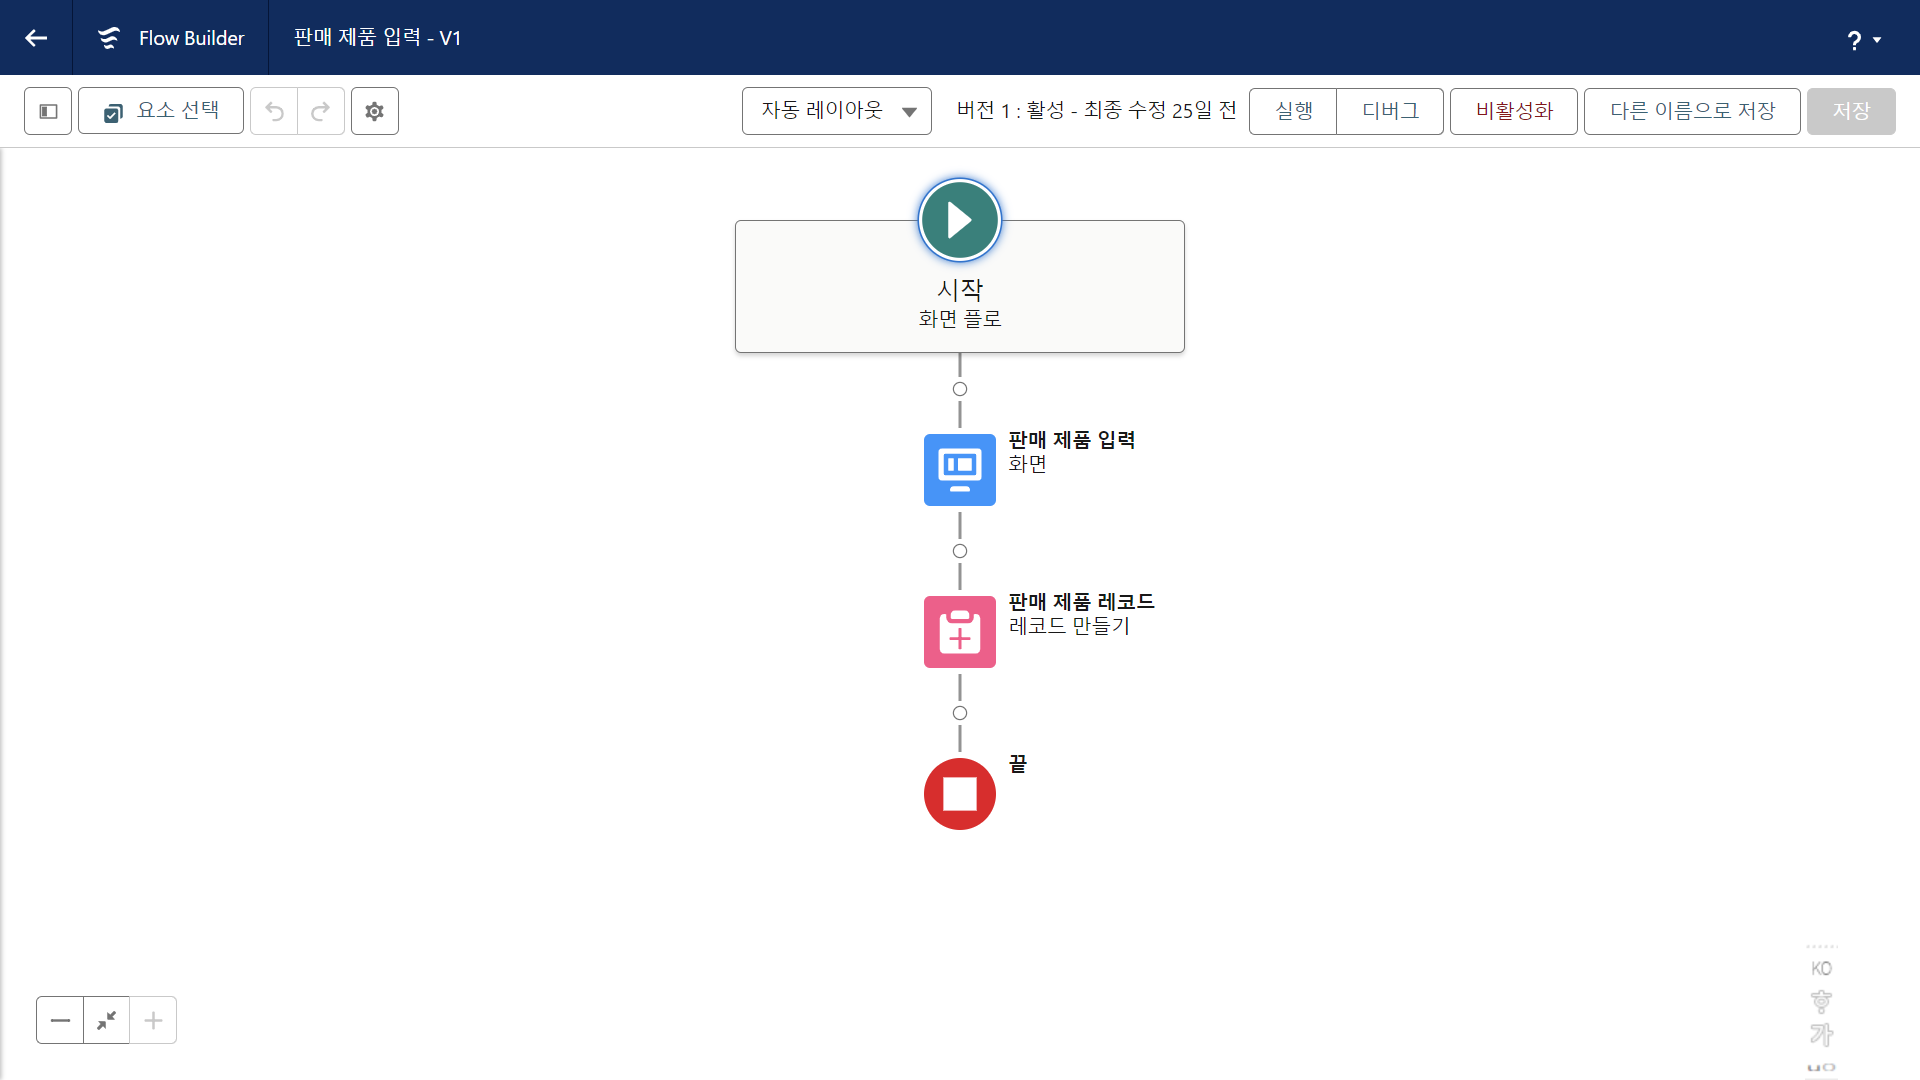 Flow Builder
판매 제품 입력 - V1
?
요소 선택
자동 레이아웃
버전 1 : 활성 - 최종 수정 25일 전
실행
디버그
비활성화
다른 이름으로 저장
저장
시작
화면 플로
판매 제품 입력
화면
판매 제품 레코드
레코드 만들기
끝
KO
가